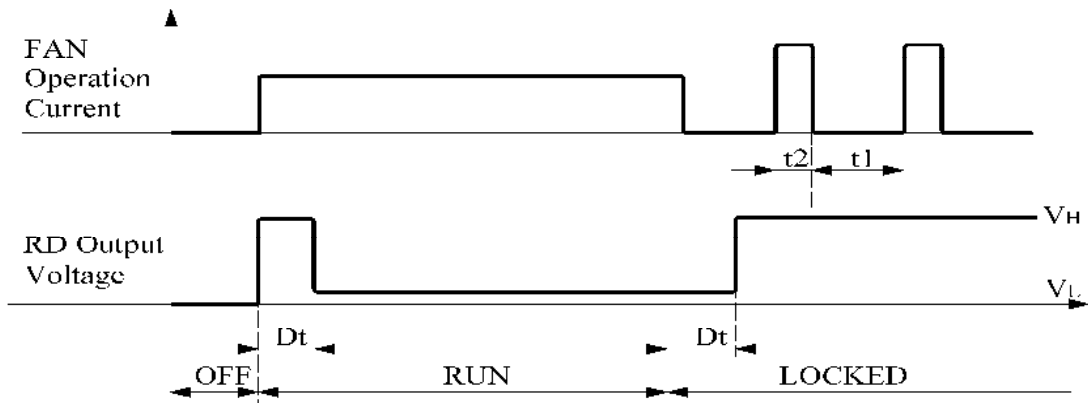 FAN
Operation
Current
t2
t1
RD Output
Voltage
VH
VL
Dt
Dt
OFF
RUN
LOCKED